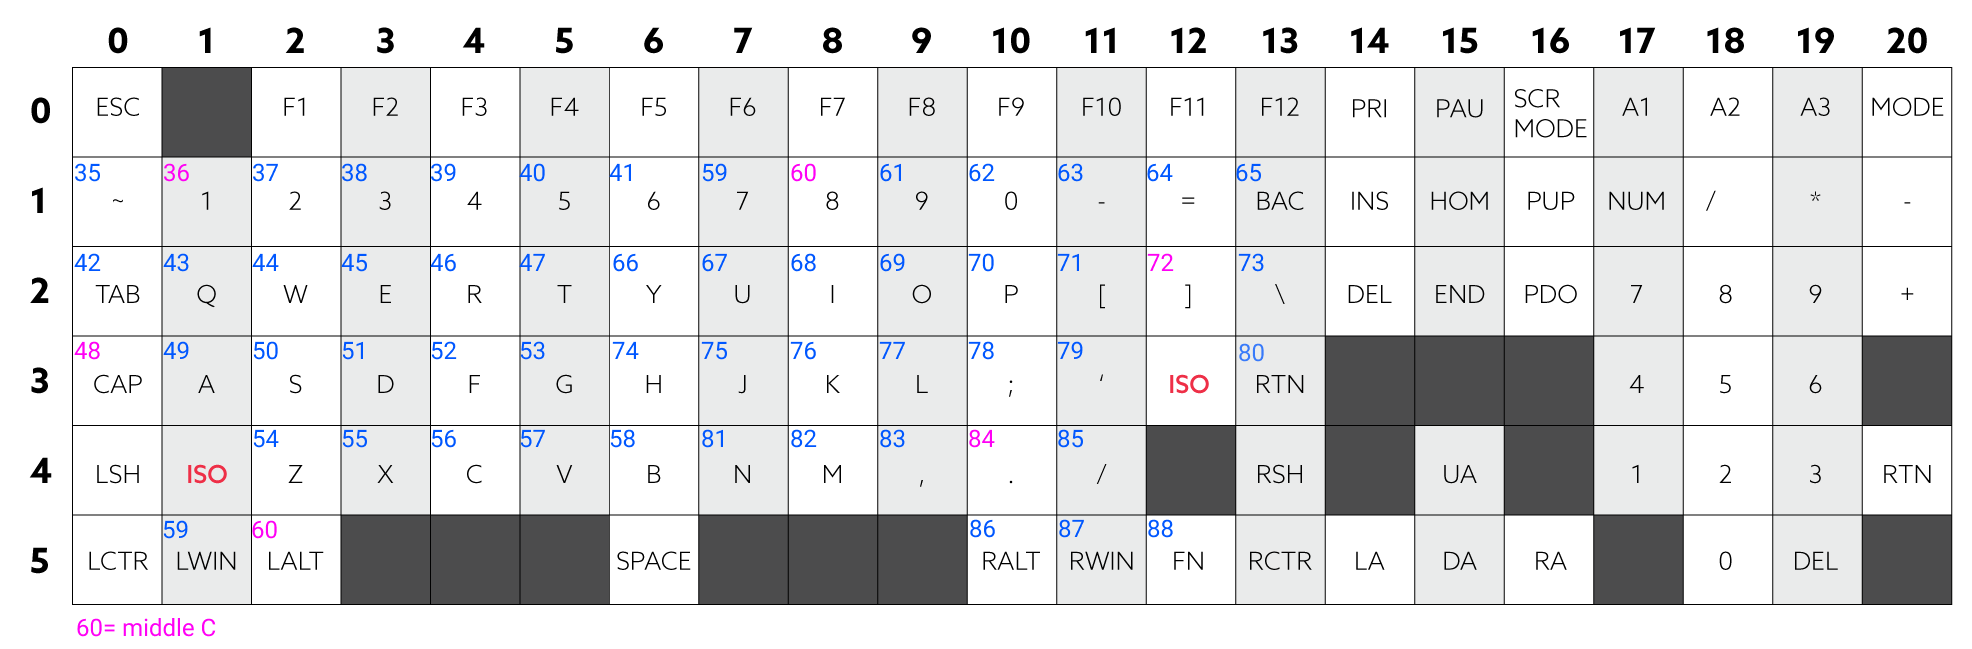 0 1 2 3 4 5 6 7 8 9 10 11 12 13 14 15 16 17 18 19 20
0 ESC F1 F2 F3 F4 F5 F6 F7 F8 F9 F10 F11 F12 PRI PAU SCR MODE A1 A2 A3 MODE
35 36 37 38 39 40 41 59 60 61 62 63 64 65
1 ~ 1 2 3 4 5 6 7 8 9 0 - = BAC INS HOM PUP NUM / * -
42 43 44 45 46 47 66 67 68 69 70 71 72 73
2 TAB Q W E R T Y U I O P [ ] \ DEL END PDO 7 8 9 +
48 49 50 51 52 53 74 75 76 77 78 79 80
3 CAP A S D F G H J K L ; ‘ ISO RTN 4 5 6
54 55 56 57 58 81 82 83 84 85
4 LSH ISO Z X C V B N M , . / RSH UA 1 2 3 RTN
59 60 86 87 88
5 LCTR LWIN LALT SPACE RALT RWIN FN RCTR LA DA RA 0 DEL
60= middle C